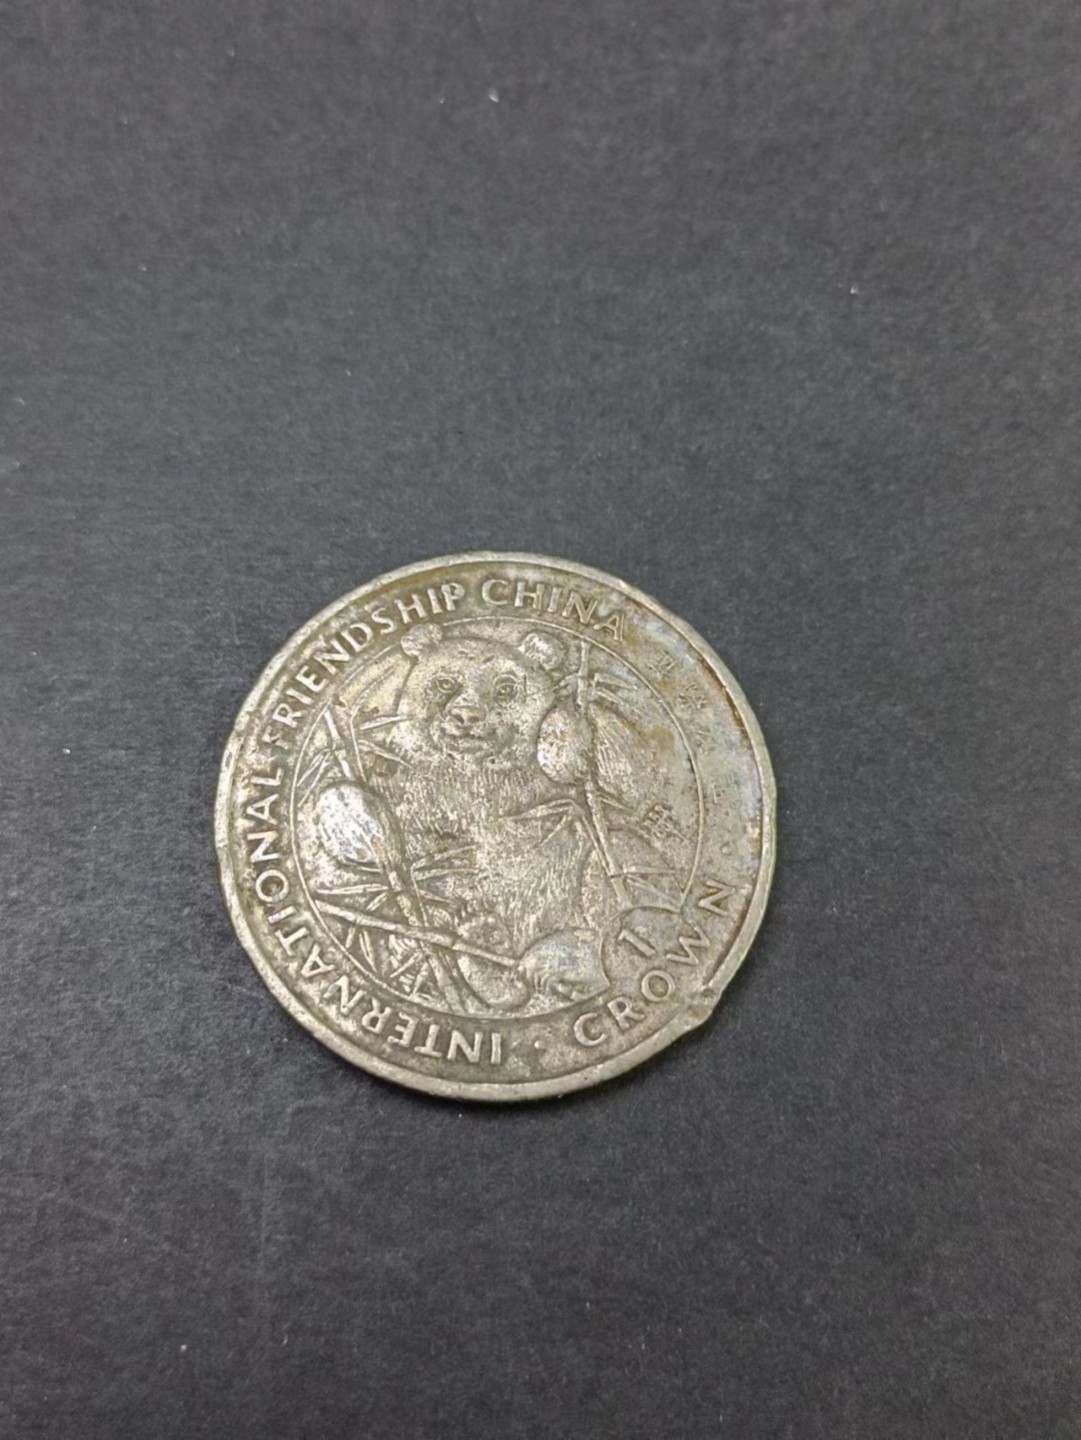 INTERNATIONAL FRIENDSHIP CHINA
1
CROWN